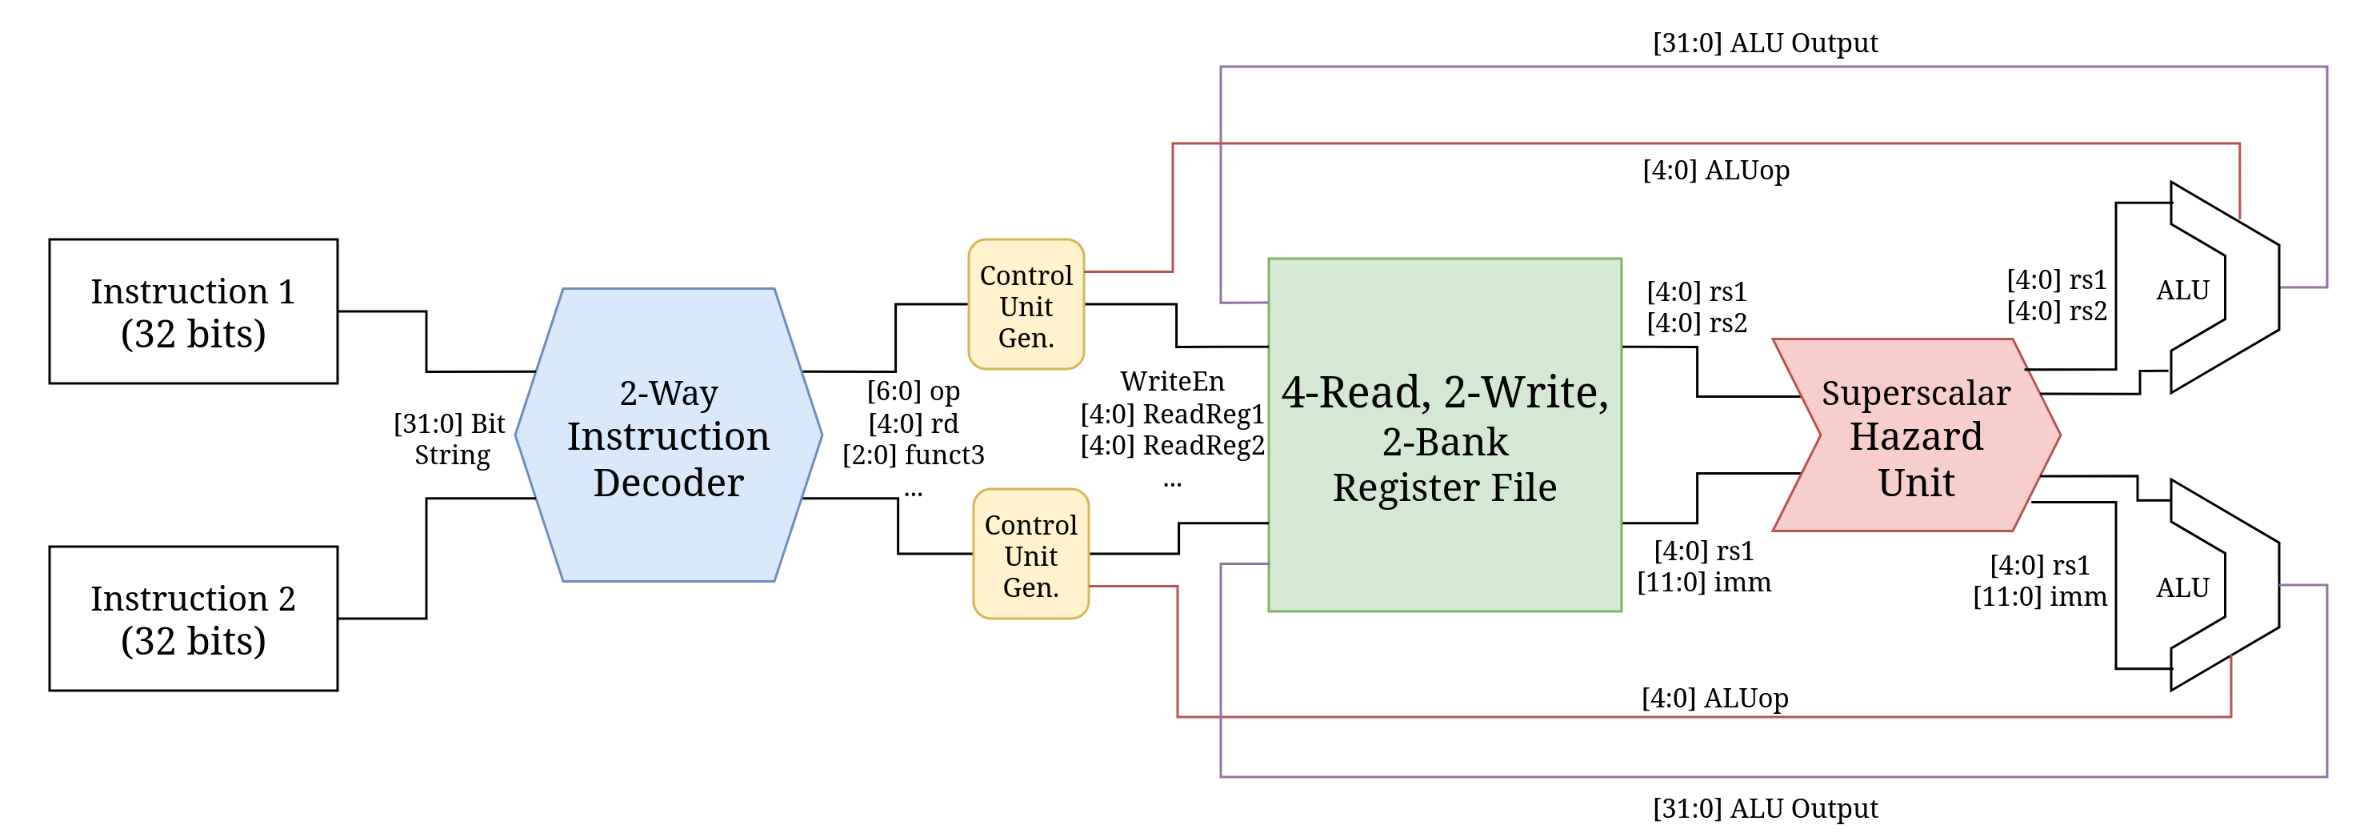 [31:0] ALU Output
[4:0] ALUop
Instruction 1
(32 bits)
[31:0] Bit
String
Instruction 2
(32 bits)
2-Way
Instruction
Decoder
[6:0] op
[4:0] rd
[2:0] funct3
...
Control
Unit
Gen.
Control
Unit
Gen.
WriteEn
[4:0] ReadReg1
[4:0] ReadReg2
...
4-Read, 2-Write,
2-Bank
Register File
[4:0] rs1
[4:0] rs2
[4:0] rs1
[11:0] imm
Superscalar
Hazard
Unit
[4:0] rs1
[4:0] rs2
ALU
[4:0] rs1
[11:0] imm
ALU
[4:0] ALUop
[31:0] ALU Output